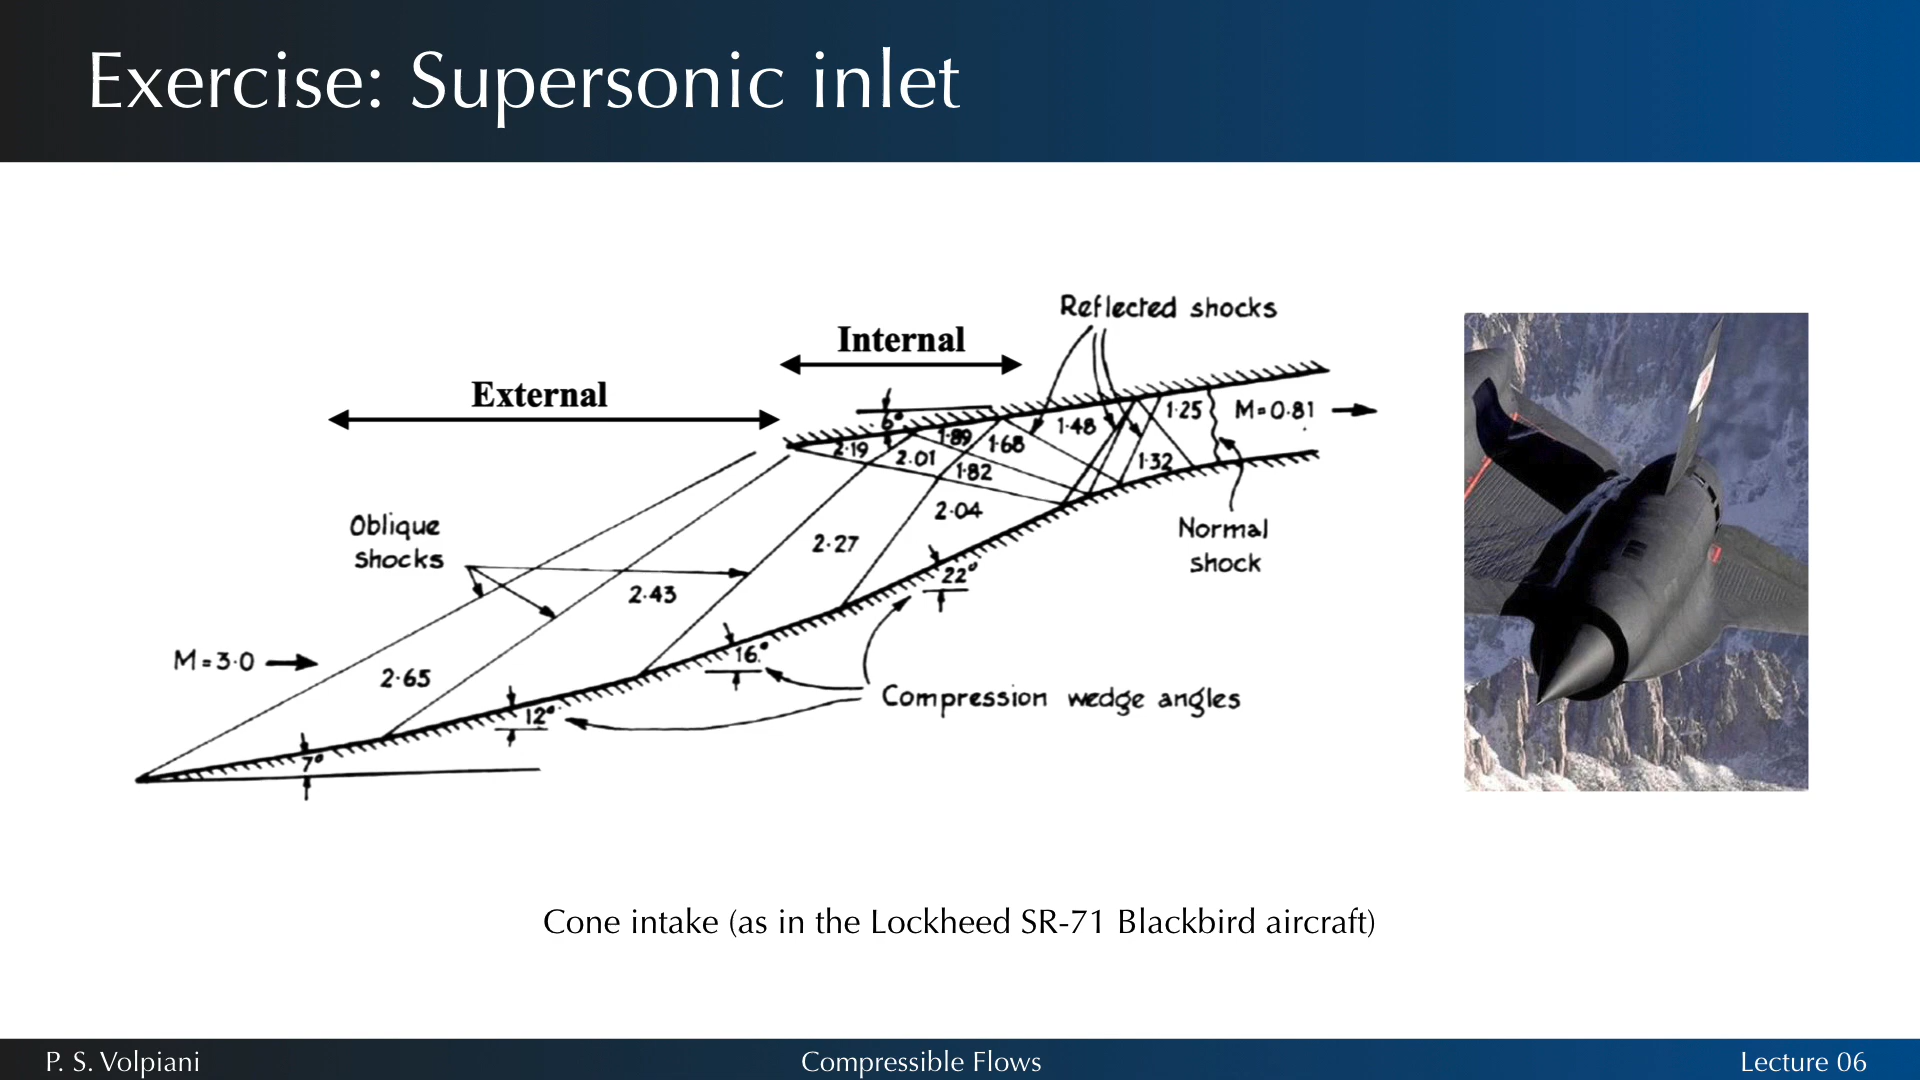 Exercise: Supersonic inlet
Reflected shocks
Internal
External
6°
2.19
1.89
2.01
1.82
1.68
1.48
1.25
M=0.81
1.32
2.04
Oblique
shocks
2.27
Normal
shock
2.43
22°
M=3.0
2.65
16°
Compression wedge angles
12°
7°
Cone intake (as in the Lockheed SR-71 Blackbird aircraft)
P. S. Volpiani
Compressible Flows
Lecture 06